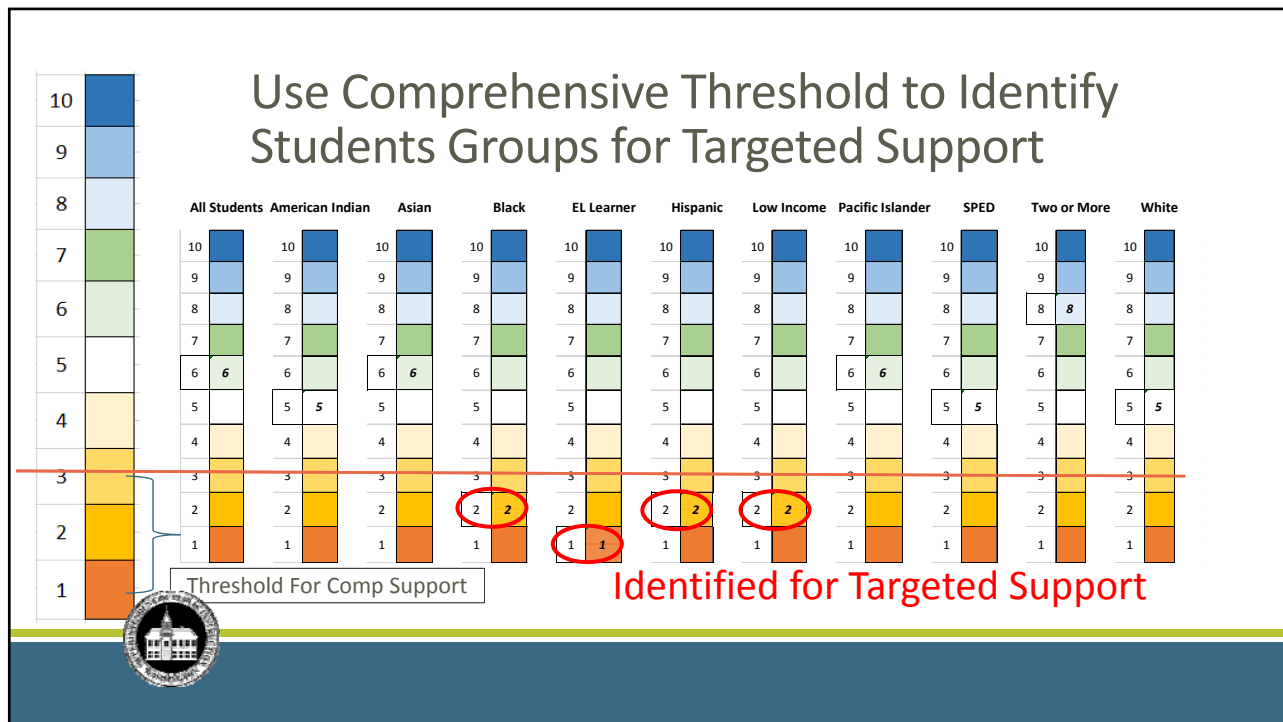 Use Comprehensive Threshold to Identify
Students Groups for Targeted Support
10
9
8
7
6
5
4
3
2
1
All Students American Indian Asian Black EL Learner Hispanic Low Income Pacific Islander SPED Two or More White
10 10 10 10 10 10 10 10 10 10 10
9 9 9 9 9 9 9 9 9 9 9
8 8 8 8 8 8 8 8 8 8 8 8
7 7 7 7 7 7 7 7 7 7 7
6 6 6 6 6 6 6 6 6 6 6 6 6 6
5 5 5 5 5 5 5 5 5 5 5 5 5 5
4 4 4 4 4 4 4 4 4 4 4
3 3 3 3 3 3 3 3 3 3 3
2 2 2 2 2 2 2 2 2 2 2 2 2 2
1 1 1 1 1 1 1 1 1 1 1 1
Threshold For Comp Support
Identified for Targeted Support